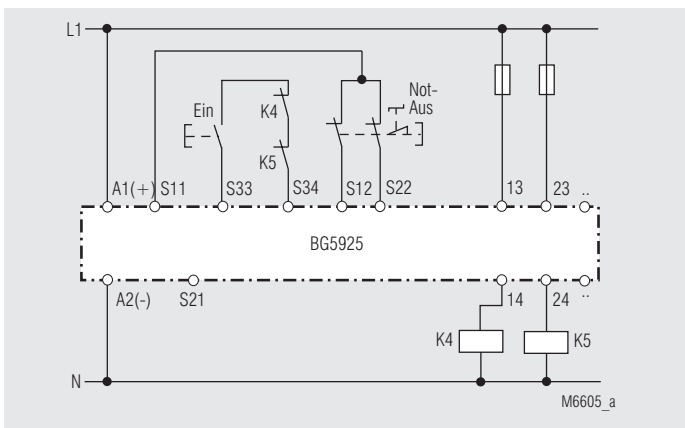 L1
Ein
K4
K5
Not-
Aus
A1(+) S11 S33 S34 S12 S22 13 23 ..
BG5925
A2(-) S21 14 24 ..
K4 K5
N
M6605_a